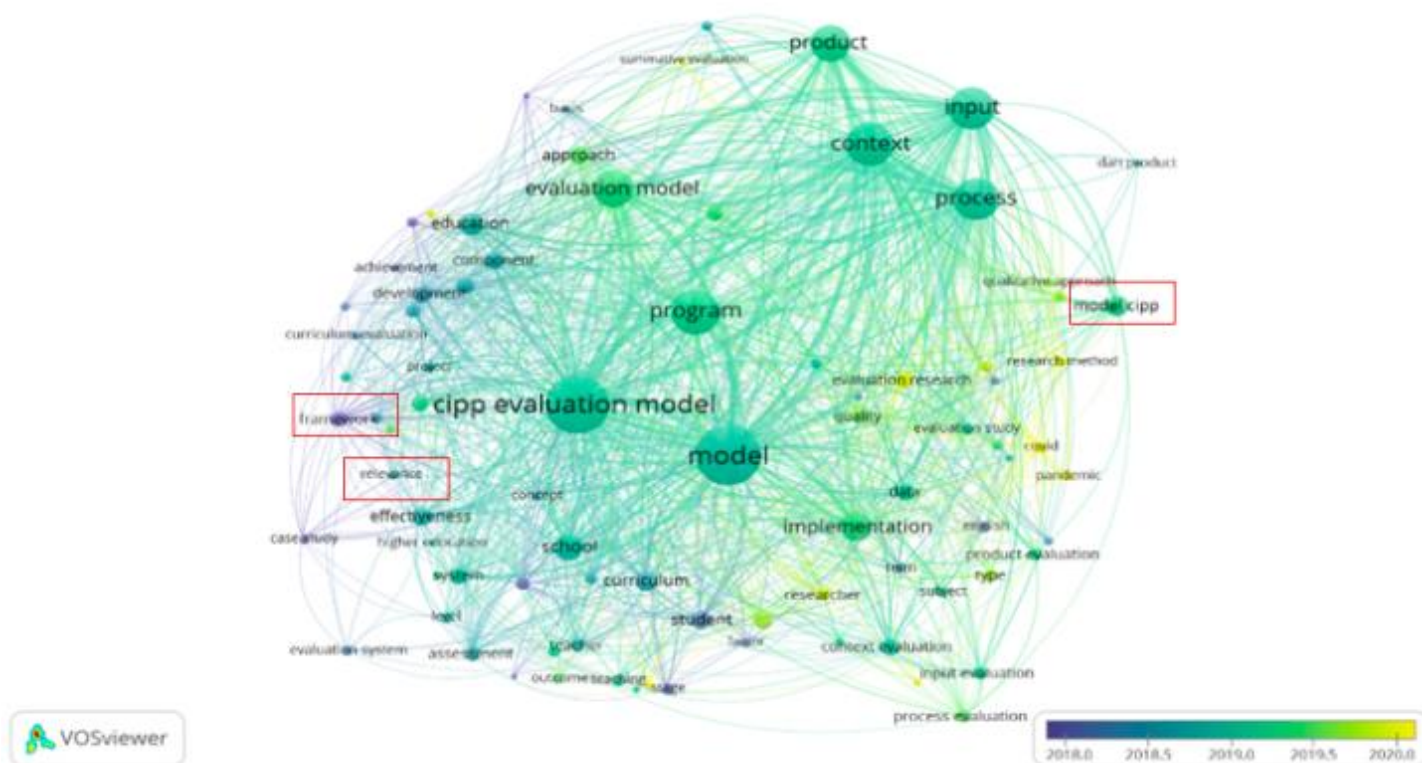 product
summative evaluation
input
basis
context
approach
dan product
evaluation model
process
education
component
achievement
qualitative approach
development
model cipp
program
curriculum evaluation
research method
project
evaluation research
cipp evaluation model
quality
framework
evaluation study
covid
model
relevance
pandemic
data
concept
effectiveness
implementation
english
case study
higher education
school
product evaluation
system
curriculum
item
type
researcher
subject
level
student
teacher
context evaluation
evaluation system
assessment
input evaluation
outcome
teaching
stage
process evaluation
VOSviewer
2018.0 2018.5 2019.0 2019.5 2020.0